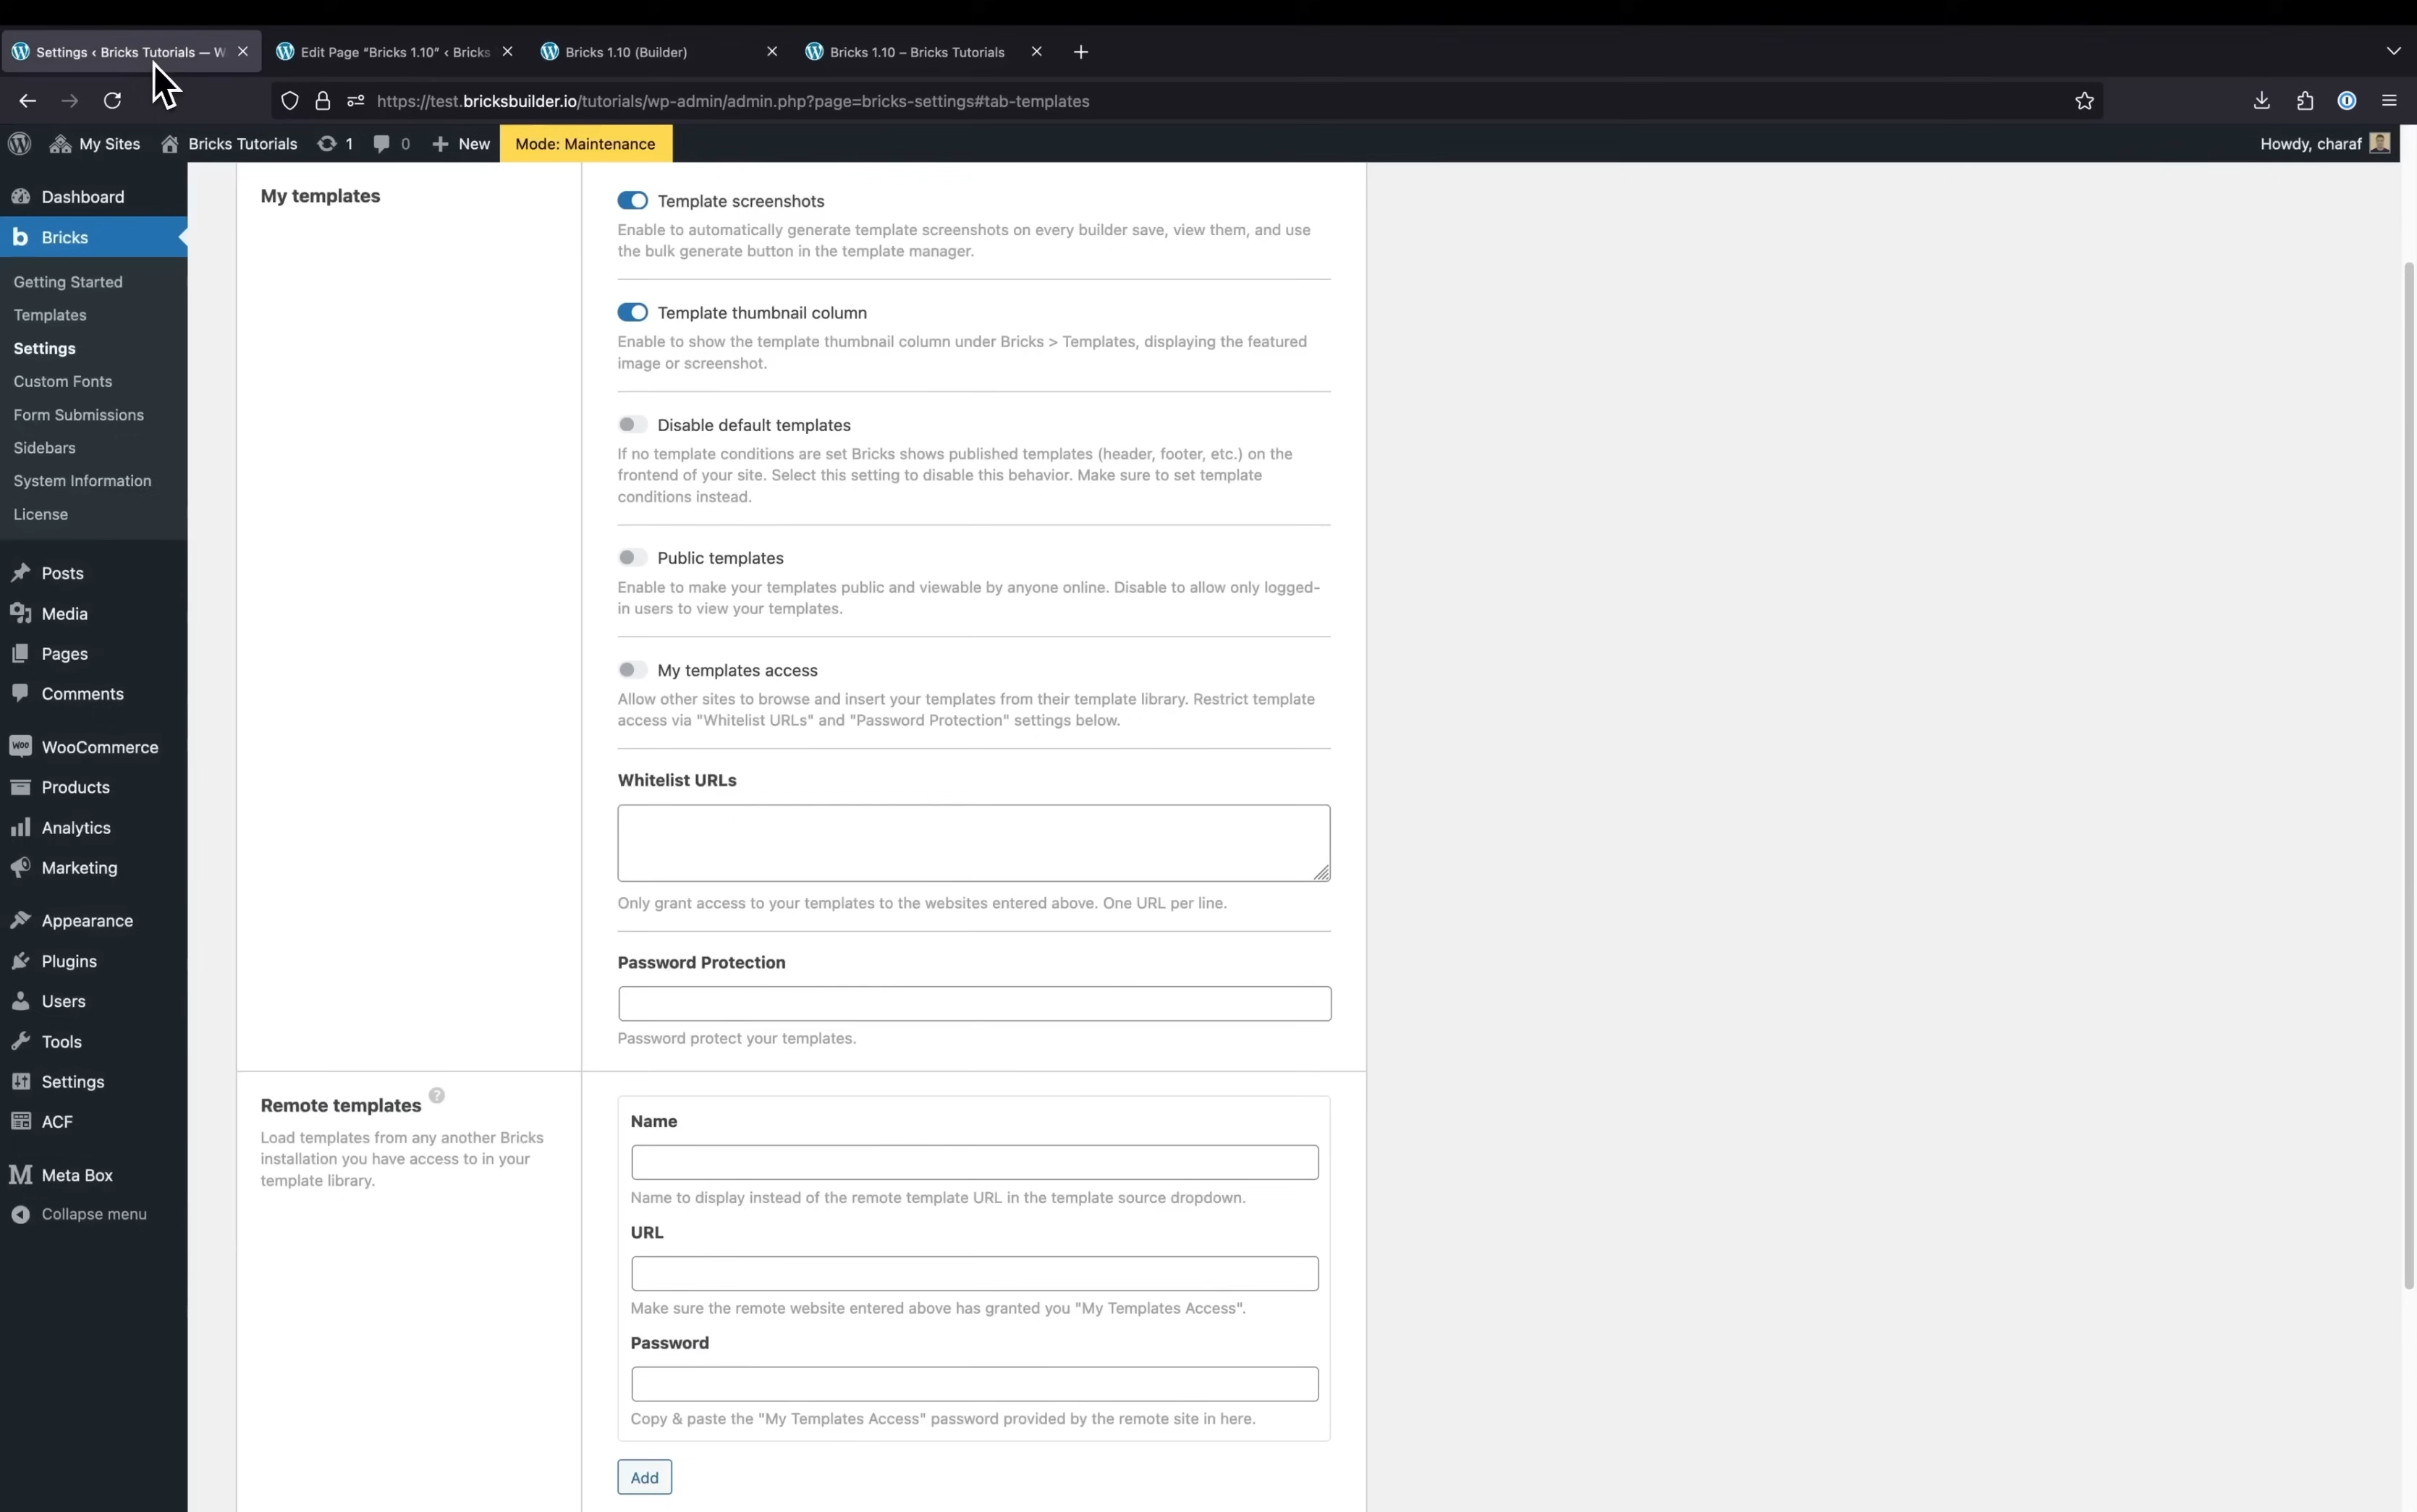 Settings ‹ Bricks Tutorials — W
Edit Page "Bricks 1.10" ‹ Bricks
Bricks 1.10 (Builder)
Bricks 1.10 – Bricks Tutorials
https://test.bricksbuilder.io/tutorials/wp-admin/admin.php?page=bricks-settings#tab-templates
My Sites
Bricks Tutorials
1
0
New
Mode: Maintenance
Howdy, charaf
Dashboard
Bricks
Getting Started
Templates
Settings
Custom Fonts
Form Submissions
Sidebars
System Information
License
Posts
Media
Pages
Comments
WooCommerce
Products
Analytics
Marketing
Appearance
Plugins
Users
Tools
Settings
ACF
Meta Box
Collapse menu
My templates
Template screenshots
Enable to automatically generate template screenshots on every builder save, view them, and use
the bulk generate button in the template manager.
Template thumbnail column
Enable to show the template thumbnail column under Bricks > Templates, displaying the featured
image or screenshot.
Disable default templates
If no template conditions are set Bricks shows published templates (header, footer, etc.) on the
frontend of your site. Select this setting to disable this behavior. Make sure to set template
conditions instead.
Public templates
Enable to make your templates public and viewable by anyone online. Disable to allow only logged-
in users to view your templates.
My templates access
Allow other sites to browse and insert your templates from their template library. Restrict template
access via "Whitelist URLs" and "Password Protection" settings below.
Whitelist URLs
Only grant access to your templates to the websites entered above. One URL per line.
Password Protection
Password protect your templates.
Remote templates
?
Load templates from any another Bricks
installation you have access to in your
template library.
Name
Name to display instead of the remote template URL in the template source dropdown.
URL
Make sure the remote website entered above has granted you "My Templates Access".
Password
Copy & paste the "My Templates Access" password provided by the remote site in here.
Add